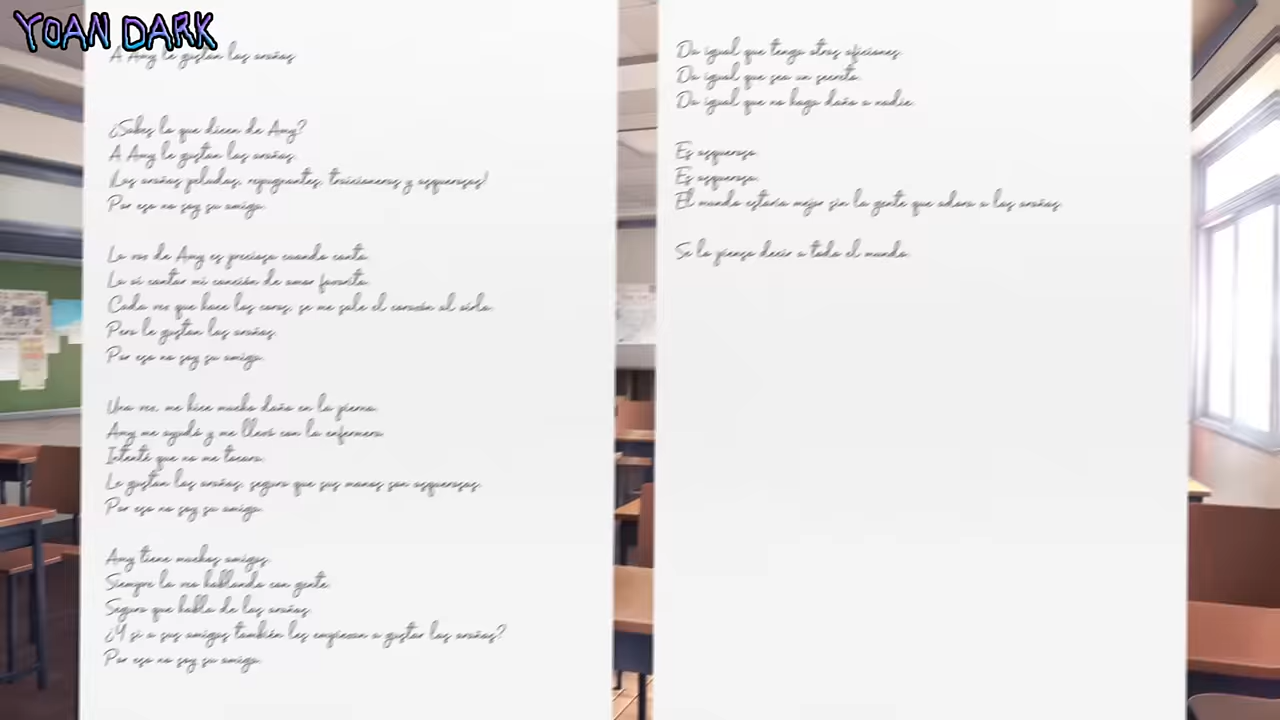 YOAN DARK
A Amy le gustan las arañas
¿Sabes lo que dicen de Amy?
A Amy le gustan las arañas.
¡Las arañas peludas, repugnantes, traicioneras y asquerosas!
Por eso no soy su amiga.
La voz de Amy es preciosa cuando canta.
La oí cantar mi canción de amor favorita.
Cada vez que hace los coros, se me sale el corazón al oírla.
Pero le gustan las arañas.
Por eso no soy su amiga.
Una vez, me hice mucho daño en la pierna.
Amy me ayudó y me llevó con la enfermera.
Intenté que no me tocara.
Le gustan las arañas, seguro que sus manos son asquerosas.
Por eso no soy su amiga.
Amy tiene muchos amigos.
Siempre la veo hablando con gente.
Seguro que habla de las arañas.
¿Y si a sus amigos también les empiezan a gustar las arañas?
Por eso no soy su amiga.
Da igual que tenga otras aficiones.
Da igual que sea un secreto.
Da igual que no haga daño a nadie.
Es asqueroso.
Es asquerosa.
El mundo estaría mejor sin la gente que adora a las arañas.
Se lo pienso decir a todo el mundo.